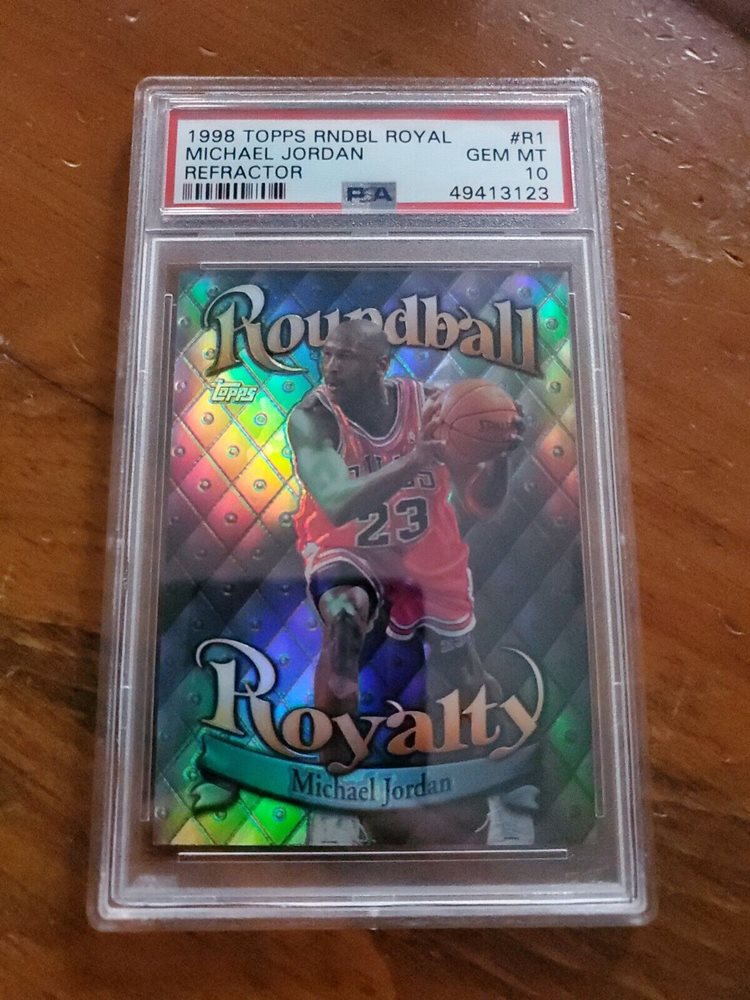 1998 TOPPS RNDBL ROYAL #R1
MICHAEL JORDAN GEM MT
REFRACTOR 10
PSA 49413123
Roundball
Topps
SPALDING
BULLS
23
Royalty
Michael Jordan